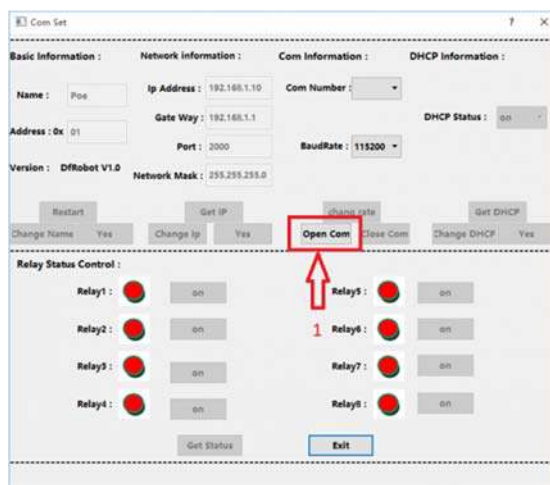 Com Set ? ×
Basic Information : Network information : Com Information : DHCP Information :
Name : Poe Ip Address : 192.168.1.10 Com Number :
Gate Way : 192.168.1.1 DHCP Status : on
Address : 0x 01 Port : 2000 BaudRate : 115200
Version : DfRobot V1.0 Network Mask : 255.255.255.0
Restart Get IP chang rate Get DHCP
Change Name Yes Change Ip Yes Open Com Close Com Change DHCP Yes
Relay Status Control :
Relay1 : on Relay5 : on
Relay2 : on 1 Relay6 : on
Relay3 : on Relay7 : on
Relay4 : on Relay8 : on
Get Status Exit